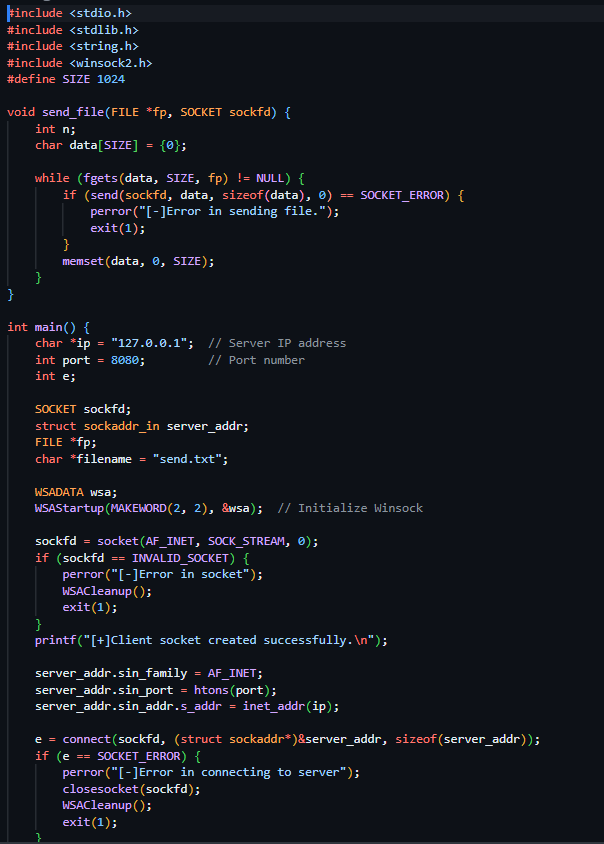 #include <stdio.h>
#include <stdlib.h>
#include <string.h>
#include <winsock2.h>
#define SIZE 1024
void send_file(FILE *fp, SOCKET sockfd) {
    int n;
    char data[SIZE] = {0};
    while (fgets(data, SIZE, fp) != NULL) {
        if (send(sockfd, data, sizeof(data), 0) == SOCKET_ERROR) {
            perror("[-]Error in sending file.");
            exit(1);
        }
        memset(data, 0, SIZE);
    }
}
int main() {
    char *ip = "127.0.0.1";  // Server IP address
    int port = 8080;         // Port number
    int e;
    SOCKET sockfd;
    struct sockaddr_in server_addr;
    FILE *fp;
    char *filename = "send.txt";
    WSADATA wsa;
    WSAStartup(MAKEWORD(2, 2), &wsa);  // Initialize Winsock
    sockfd = socket(AF_INET, SOCK_STREAM, 0);
    if (sockfd == INVALID_SOCKET) {
        perror("[-]Error in socket");
        WSACleanup();
        exit(1);
    }
    printf("[+]Client socket created successfully.\n");
    server_addr.sin_family = AF_INET;
    server_addr.sin_port = htons(port);
    server_addr.sin_addr.s_addr = inet_addr(ip);
    e = connect(sockfd, (struct sockaddr*)&server_addr, sizeof(server_addr));
    if (e == SOCKET_ERROR) {
        perror("[-]Error in connecting to server");
        closesocket(sockfd);
        WSACleanup();
        exit(1);
    }